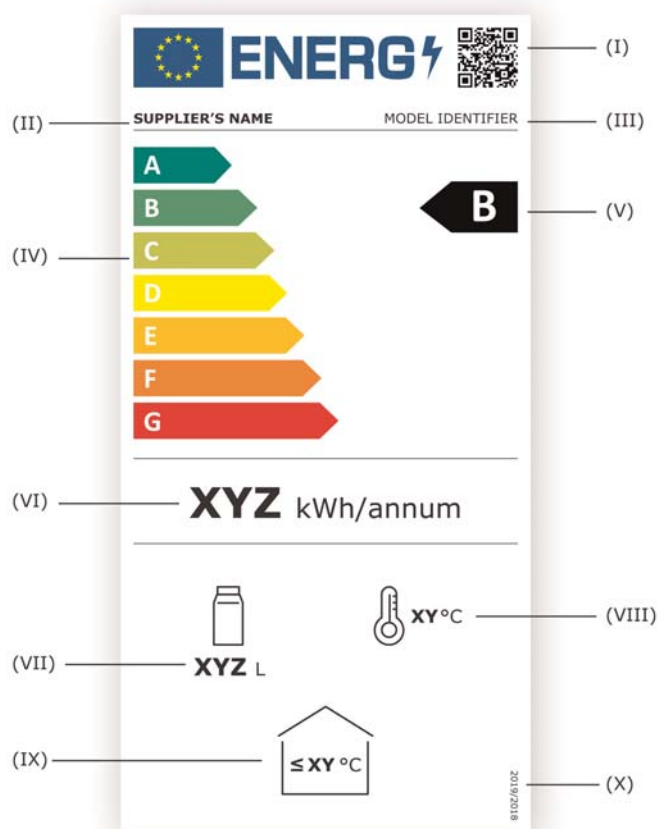 ENERG
(I)
(II)
SUPPLIER'S NAME
MODEL IDENTIFIER
(III)
A
B
B
(V)
(IV)
C
D
E
F
G
(VI)
XYZ kWh/annum
XY°C
(VIII)
(VII)
XYZ L
(IX)
≤ XY °C
2019/2018
(X)